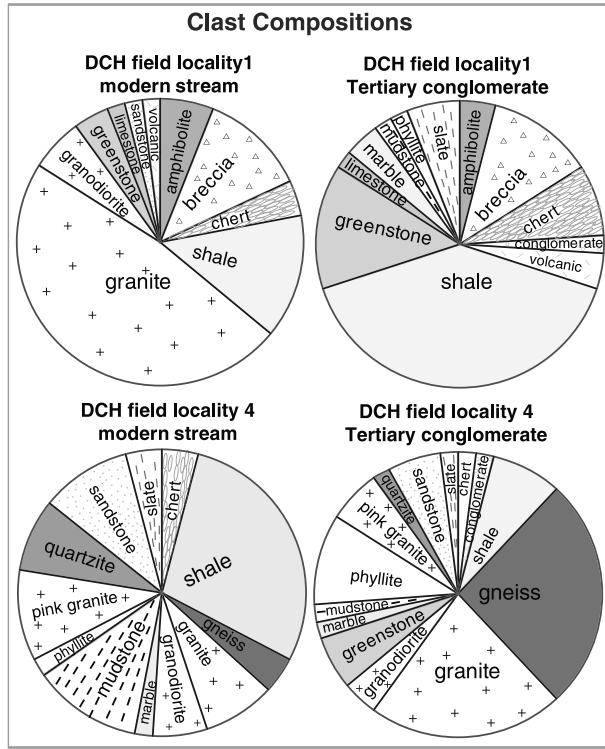 Clast Compositions
DCH field locality1
modern stream
granodiorite
greenstone
limestone
sandstone
volcanic
amphibolite
breccia
chert
shale
granite
DCH field locality1
Tertiary conglomerate
limestone
marble
mudstone
phyllite
slate
amphibolite
breccia
chert
conglomerate
volcanic
greenstone
shale
DCH field locality 4
modern stream
sandstone
slate
chert
quartzite
shale
pink granite
gneiss
phyllite
mudstone
marble
granodiorite
granite
DCH field locality 4
Tertiary conglomerate
pink granite
quartzite
sandstone
slate
chert
conglomerate
shale
phyllite
gneiss
mudstone
marble
greenstone
granodiorite
granite